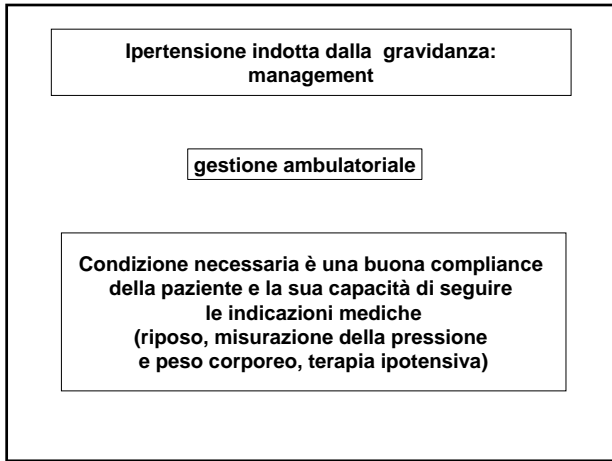 Ipertensione indotta dalla gravidanza:
management
gestione ambulatoriale
Condizione necessaria è una buona compliance
della paziente e la sua capacità di seguire
le indicazioni mediche
(riposo, misurazione della pressione
e peso corporeo, terapia ipotensiva)